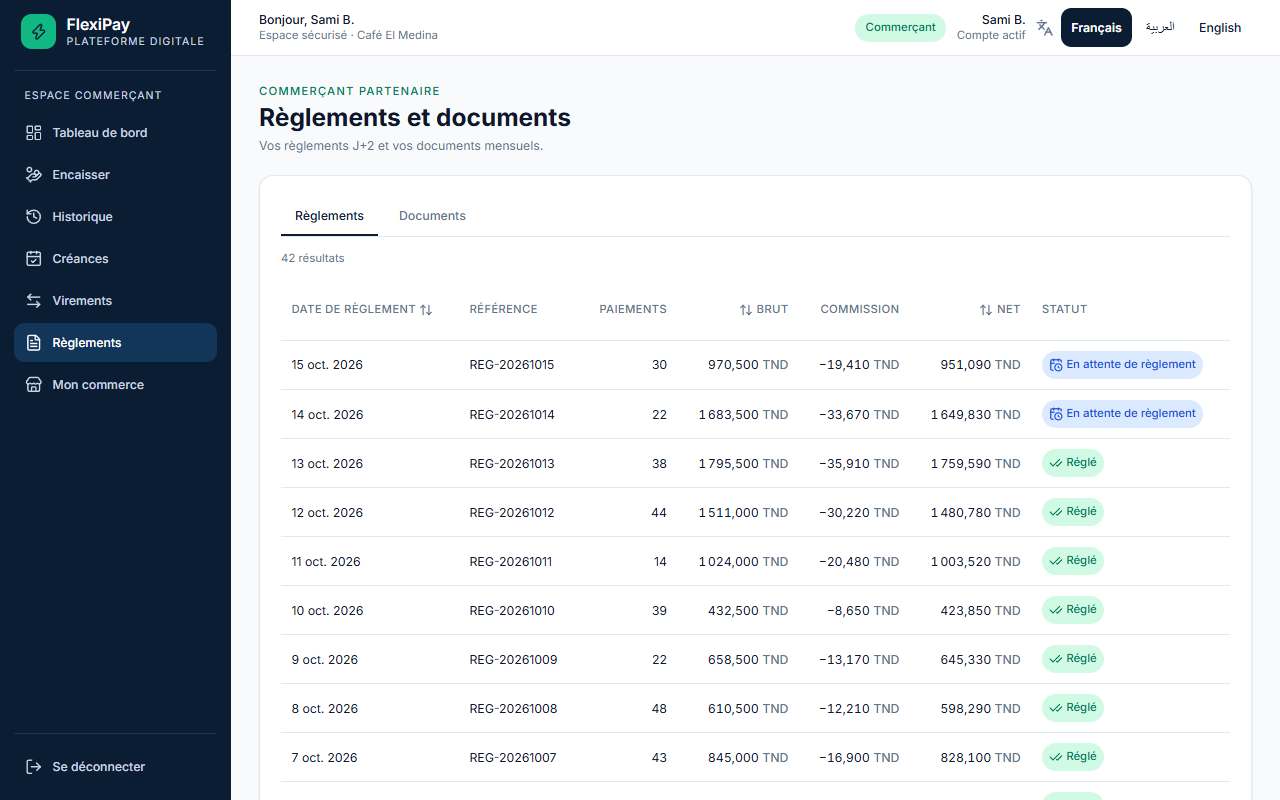 FlexiPay
PLATEFORME DIGITALE
ESPACE COMMERÇANT
Tableau de bord
Encaisser
Historique
Créances
Virements
Règlements
Mon commerce
Se déconnecter
Bonjour, Sami B.
Espace sécurisé · Café El Medina
Commerçant
Sami B.
Compte actif
Français
العربية
English
COMMERÇANT PARTENAIRE
Règlements et documents
Vos règlements J+2 et vos documents mensuels.
Règlements Documents
42 résultats
DATE DE RÈGLEMENT RÉFÉRENCE PAIEMENTS BRUT COMMISSION NET STATUT
15 oct. 2026 REG-20261015 30 970,500 TND −19,410 TND 951,090 TND En attente de règlement
14 oct. 2026 REG-20261014 22 1 683,500 TND −33,670 TND 1 649,830 TND En attente de règlement
13 oct. 2026 REG-20261013 38 1 795,500 TND −35,910 TND 1 759,590 TND Réglé
12 oct. 2026 REG-20261012 44 1 511,000 TND −30,220 TND 1 480,780 TND Réglé
11 oct. 2026 REG-20261011 14 1 024,000 TND −20,480 TND 1 003,520 TND Réglé
10 oct. 2026 REG-20261010 39 432,500 TND −8,650 TND 423,850 TND Réglé
9 oct. 2026 REG-20261009 22 658,500 TND −13,170 TND 645,330 TND Réglé
8 oct. 2026 REG-20261008 48 610,500 TND −12,210 TND 598,290 TND Réglé
7 oct. 2026 REG-20261007 43 845,000 TND −16,900 TND 828,100 TND Réglé